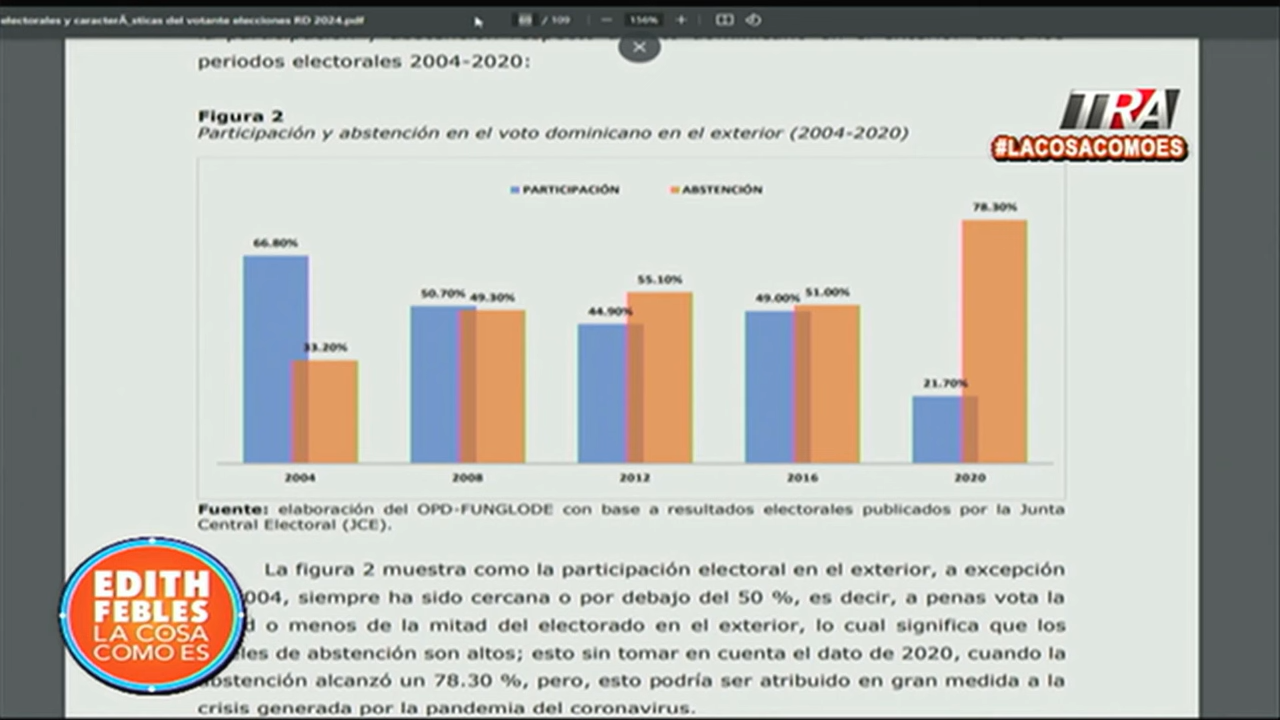 electorales y caracterÃ_sticas del votante elecciones RD 2024.pdf
/ 109
156%
periodos electorales 2004-2020:
Figura 2
Participación y abstención en el voto dominicano en el exterior (2004-2020)
TRA
#LACOSACOMOES
PARTICIPACIÓN ABSTENCIÓN
78.30%
66.80%
55.10%
50.70% 49.30%
49.00% 51.00%
44.90%
33.20%
21.70%
2004 2008 2012 2016 2020
Fuente: elaboración del OPD-FUNGLODE con base a resultados electorales publicados por la Junta
Central Electoral (JCE).
La figura 2 muestra como la participación electoral en el exterior, a excepción
004, siempre ha sido cercana o por debajo del 50 %, es decir, a penas vota la
d o menos de la mitad del electorado en el exterior, lo cual significa que los
les de abstención son altos; esto sin tomar en cuenta el dato de 2020, cuando la
bstención alcanzó un 78.30 %, pero, esto podría ser atribuido en gran medida a la
crisis generada por la pandemia del coronavirus.
EDITH
FEBLES
LA COSA
COMO ES